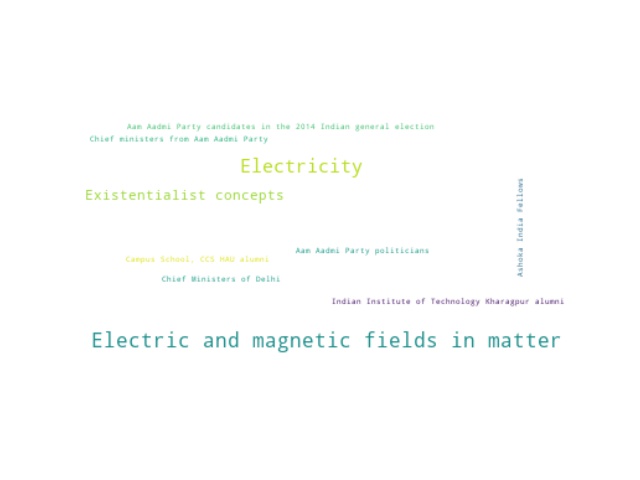 Aam Aadmi Party candidates in the 2014 Indian general election
Chief ministers from Aam Aadmi Party
Electricity
Existentialist concepts
Ashoka India Fellows
Aam Aadmi Party politicians
Campus School, CCS HAU alumni
Chief Ministers of Delhi
Indian Institute of Technology Kharagpur alumni
Electric and magnetic fields in matter